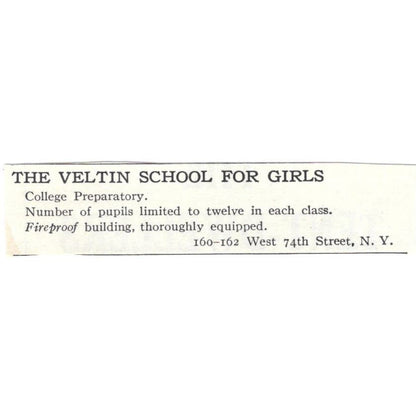 THE VELTIN SCHOOL FOR GIRLS
College Preparatory.
Number of pupils limited to twelve in each class.
Fireproof building, thoroughly equipped.
160-162 West 74th Street, N. Y.